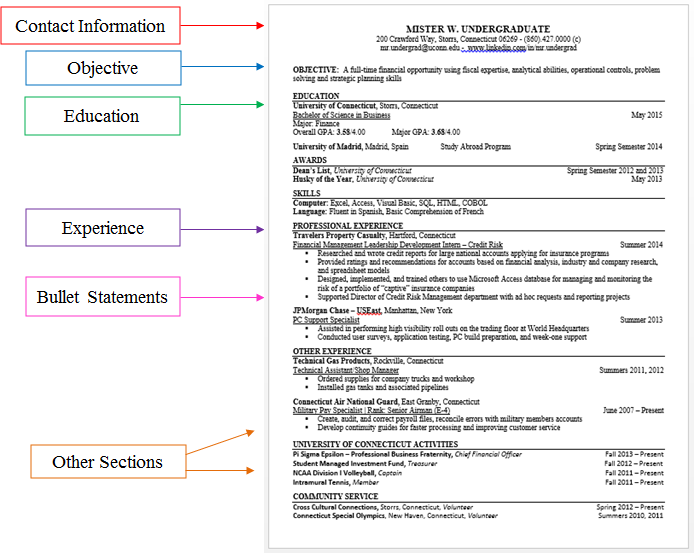 Contact Information
Objective
Education
Experience
Bullet Statements
Other Sections
MISTER W. UNDERGRADUATE
200 Crawford Way, Storrs, Connecticut 06269 - (860).427.0000 (c)
mr.undergrad@uconn.edu - www.linkedin.com/in/mr.undergrad
OBJECTIVE: A full-time financial opportunity using fiscal expertise, analytical abilities, operational controls, problem
solving and strategic planning skills
EDUCATION
University of Connecticut, Storrs, Connecticut
Bachelor of Science in Business May 2015
Major: Finance
Overall GPA: 3.68/4.00 Major GPA: 3.68/4.00
University of Madrid, Madrid, Spain Study Abroad Program Spring Semester 2014
AWARDS
Dean's List, University of Connecticut Spring Semester 2012 and 2013
Husky of the Year, University of Connecticut May 2013
SKILLS
Computer: Excel, Access, Visual Basic, SQL, HTML, COBOL
Language: Fluent in Spanish, Basic Comprehension of French
PROFESSIONAL EXPERIENCE
Travelers Property Casualty, Hartford, Connecticut
Financial Management Leadership Development Intern – Credit Risk Summer 2014
• Researched and wrote credit reports for large national accounts applying for insurance programs
• Provided ratings and recommendations for accounts based on financial analysis, industry and company research,
and spreadsheet models
• Designed, implemented, and trained others to use Microsoft Access database for managing and monitoring the
risk of a portfolio of "captive" insurance companies
• Supported Director of Credit Risk Management department with ad hoc requests and reporting projects
JPMorgan Chase – USEast, Manhattan, New York
PC Support Specialist Summer 2013
• Assisted in performing high visibility roll outs on the trading floor at World Headquarters
• Conducted user surveys, application testing, PC build preparation, and week-one support
OTHER EXPERIENCE
Technical Gas Products, Rockville, Connecticut
Technical Assistant/Shop Manager Summers 2011, 2012
• Ordered supplies for company trucks and workshop
• Installed gas tanks and associated pipelines
Connecticut Air National Guard, East Granby, Connecticut
Military Pay Specialist | Rank: Senior Airman (E-4) June 2007 – Present
• Create, audit, and correct payroll files, reconcile errors with military members accounts
• Develop continuity guides for faster processing and improving customer service
UNIVERSITY OF CONNECTICUT ACTIVITIES
Pi Sigma Epsilon – Professional Business Fraternity, Chief Financial Officer Fall 2013 – Present
Student Managed Investment Fund, Treasurer Fall 2012 – Present
NCAA Division I Volleyball, Captain Fall 2011 – Present
Intramural Tennis, Member Fall 2011 – Present
COMMUNITY SERVICE
Cross Cultural Connections, Storrs, Connecticut, Volunteer Spring 2012 – Present
Connecticut Special Olympics, New Haven, Connecticut, Volunteer Summers 2010, 2011